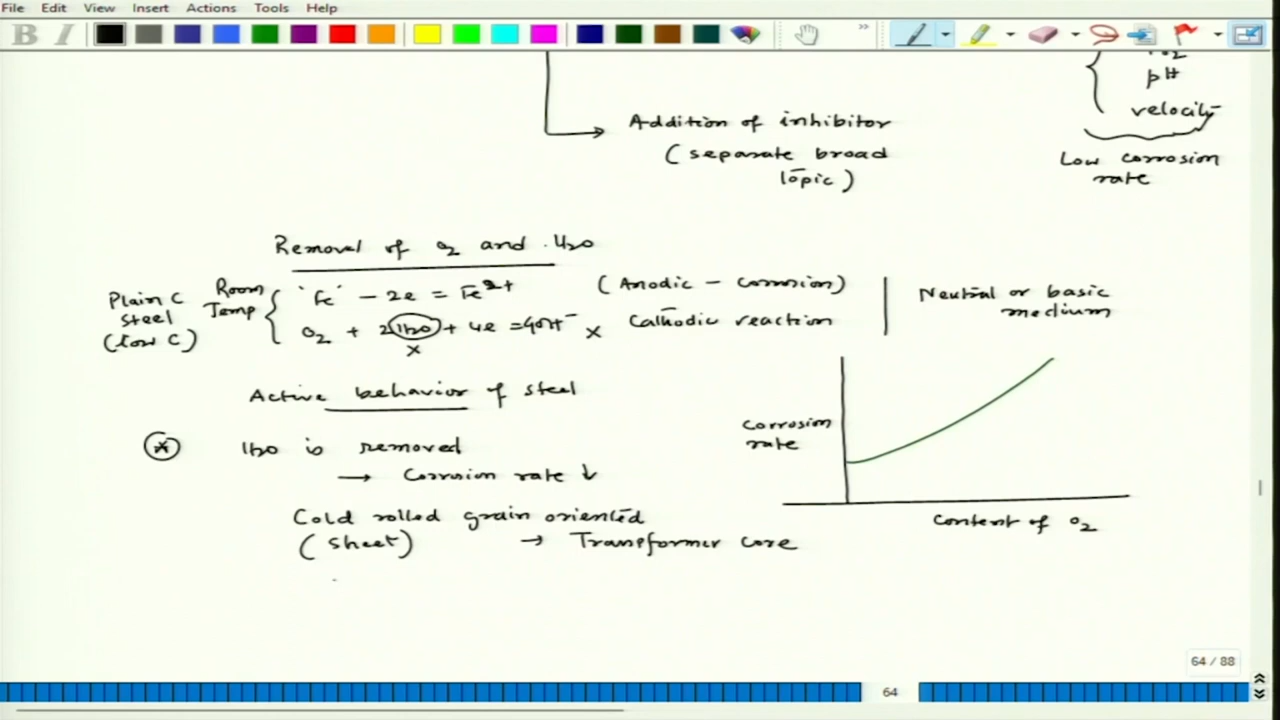 File Edit View Insert Actions Tools Help
B I
pH
velocity
Addition of inhibitor
(separate broad
topic)
Low corrosion
rate
Removal of O2 and H2O
Plain C
steel
(low C)
Room
Temp
Fe - 2e = Fe2+ (Anodic - corrosion)
O2 + 2H2O + 4e = 4OH- x Cathodic reaction
x
Neutral or basic
medium
Active behavior of steel
* H2O is removed
→ Corrosion rate ↓
Corrosion
rate
Content of O2
Cold rolled grain oriented
(sheet) → Transformer core
64 / 88
64